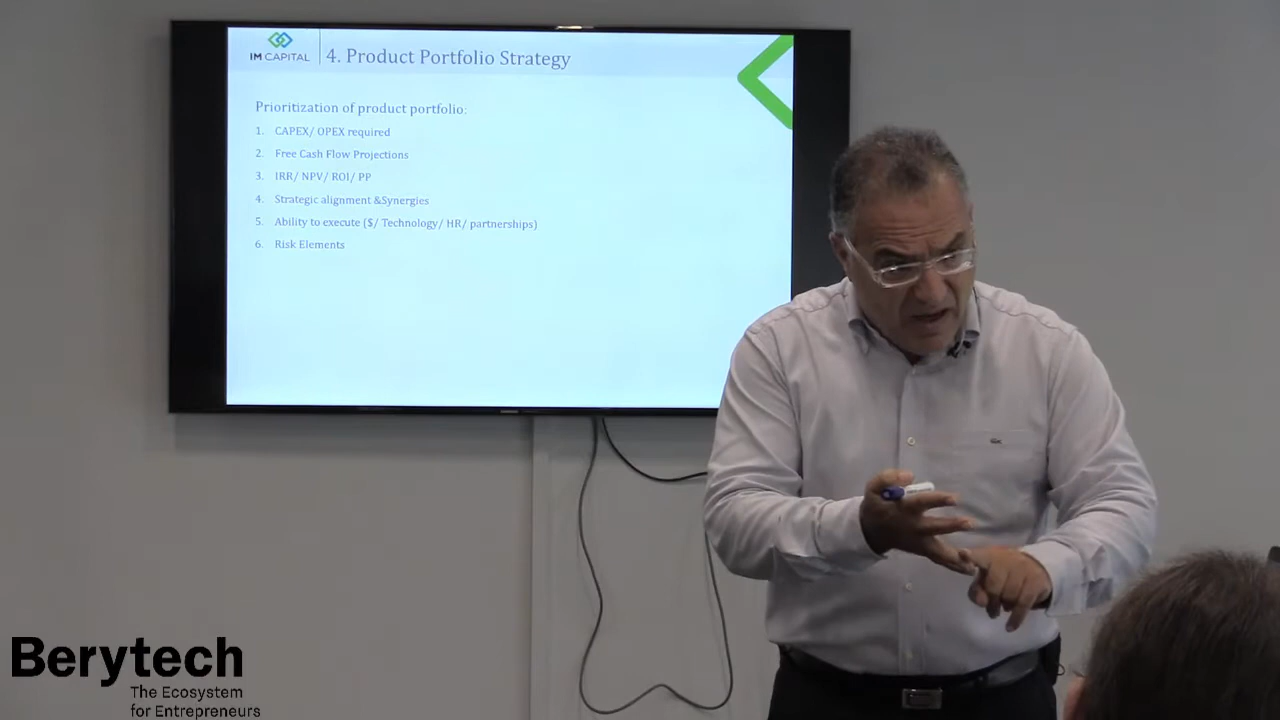 IM CAPITAL
4. Product Portfolio Strategy
Prioritization of product portfolio:
1. CAPEX/ OPEX required
2. Free Cash Flow Projections
3. IRR/ NPV/ ROI/ PP
4. Strategic alignment &Synergies
5. Ability to execute ($/ Technology/ HR/ partnerships)
6. Risk Elements
Berytech
The Ecosystem
for Entrepreneurs